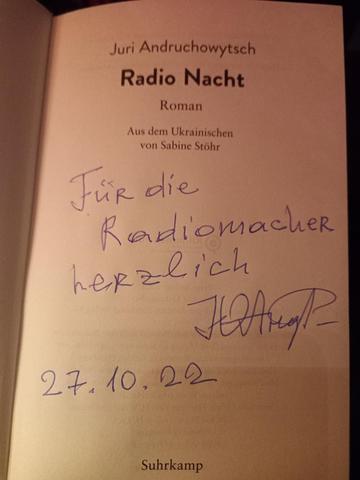 Juri Andruchowytsch
Radio Nacht
Roman
Aus dem Ukrainischen
von Sabine Stöhr
Für die
Radiomacher
herzlich
27.10.22
Suhrkamp